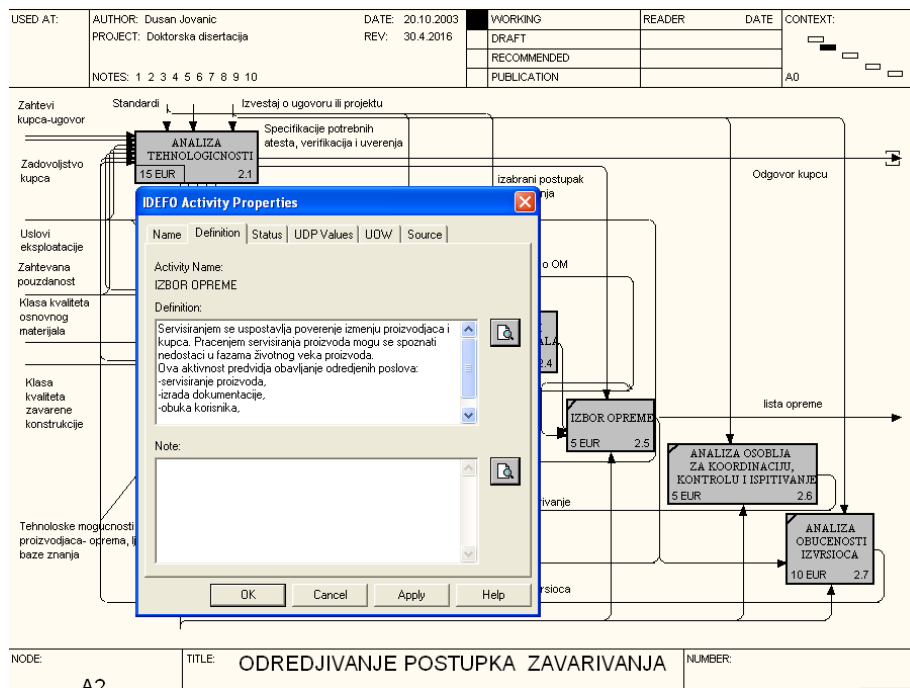 USED AT:
AUTHOR: Dusan Jovanic
DATE: 20.10.2003
PROJECT: Doktorska disertacija
REV: 30.4.2016
NOTES: 1 2 3 4 5 6 7 8 9 10
WORKING
DRAFT
RECOMMENDED
PUBLICATION
READER
DATE
CONTEXT:
A0
Zahtevi
kupca-ugovor
Standardi
Izvestaj o ugovoru ili projektu
Specifikacije potrebnih
atesta, verifikacija i uverenja
ANALIZA
TEHNOLOGICNOSTI
15 EUR 2.1
Zadovoljstvo
kupca
izabrani postupak
Odgovor kupcu
Uslovi
eksploatacije
Zahtevana
pouzdanost
Klasa kvaliteta
osnovnog
materijala
Klasa
kvaliteta
zavarene
konstrukcije
Tehnoloske mogucnosti
proizvodjaca- oprema, lj
baze znanja
IDEF0 Activity Properties
Name
Definition
Status
UDP Values
UOW
Source
Activity Name:
IZBOR OPREME
Definition:
Servisiranjem se uspostavlja poverenje izmenju proizvodjaca i
kupca. Pracenjem servisiranja proizvoda mogu se spoznati
nedostaci u fazama životnog veka proizvoda.
Ova aktivnost predvidja obavljanje odredjenih poslova:
-servisiranje proizvoda,
-izrada dokumentacije,
-obuka korisnika,
Note:
OK
Cancel
Apply
Help
o OM
2.4
IZBOR OPREME
5 EUR 2.5
lista opreme
ANALIZA OSOBLJA
ZA KOORDINACIJU,
KONTROLU I ISPITIVANJE
5 EUR 2.6
ANALIZA
OBUCENOSTI
IZVRSIOCA
10 EUR 2.7
NODE:
A2
TITLE:
ODREDJIVANJE POSTUPKA ZAVARIVANJA
NUMBER: